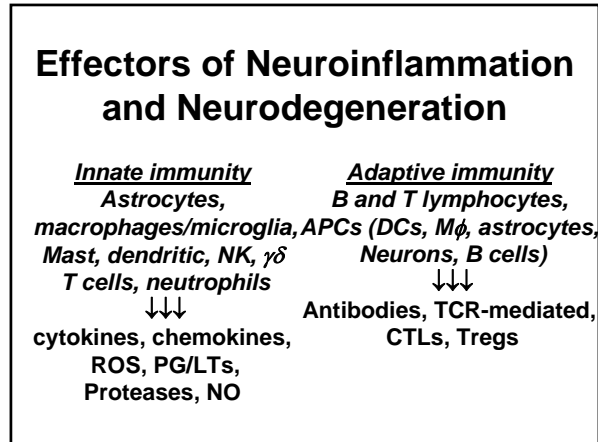 Effectors of Neuroinflammation
and Neurodegeneration
Innate immunity
Astrocytes,
macrophages/microglia,
Mast, dendritic, NK, γδ
T cells, neutrophils
↓↓↓
cytokines, chemokines,
ROS, PG/LTs,
Proteases, NO
Adaptive immunity
B and T lymphocytes,
APCs (DCs, Mϕ, astrocytes,
Neurons, B cells)
↓↓↓
Antibodies, TCR-mediated,
CTLs, Tregs